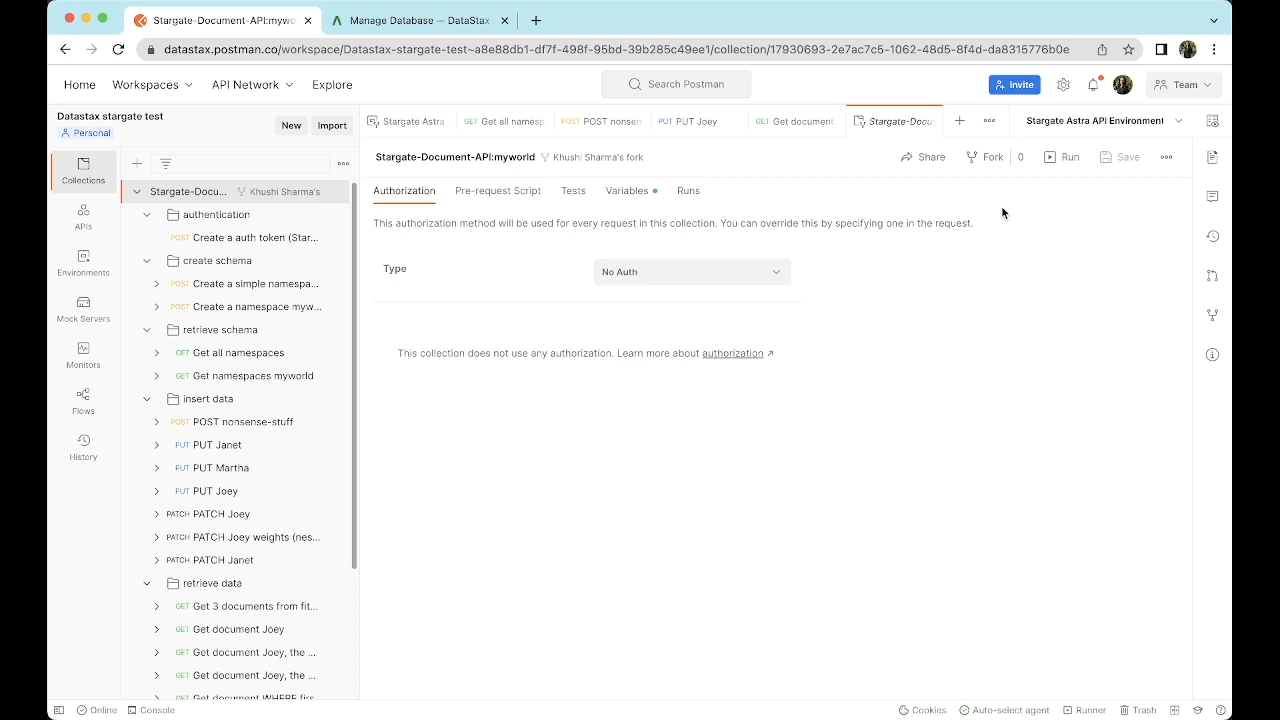 Stargate-Document-API:mywo
Manage Database — DataStax
datastax.postman.co/workspace/Datastax-stargate-test~a8e88db1-df7f-498f-95bd-39b285c49ee1/collection/17930693-2e7ac7c5-1062-48d5-8f4d-da8315776b0e
Home Workspaces API Network Explore Search Postman Invite Team
Datastax stargate test
Personal
New Import
Stargate Astra GET Get all namesp POST POST nonsen PUT PUT Joey GET Get document Stargate-Docu Stargate Astra API Environment
Stargate-Document-API:myworld Khushi Sharma's fork Share Fork 0 Run Save
Authorization Pre-request Script Tests Variables Runs
This authorization method will be used for every request in this collection. You can override this by specifying one in the request.
Type No Auth
This collection does not use any authorization. Learn more about authorization ↗
Collections
APIs
Environments
Mock Servers
Monitors
Flows
History
Stargate-Docu... Khushi Sharma's
authentication
POST Create a auth token (Star...
create schema
POST Create a simple namespa...
POST Create a namespace myw...
retrieve schema
GET Get all namespaces
GET Get namespaces myworld
insert data
POST POST nonsense-stuff
PUT PUT Janet
PUT PUT Martha
PUT PUT Joey
PATCH PATCH Joey
PATCH PATCH Joey weights (nes...
PATCH PATCH Janet
retrieve data
GET Get 3 documents from fit...
GET Get document Joey
GET Get document Joey, the ...
GET Get document Joey, the ...
GET Get document WHERE firs
Online Console Cookies Auto-select agent Runner Trash